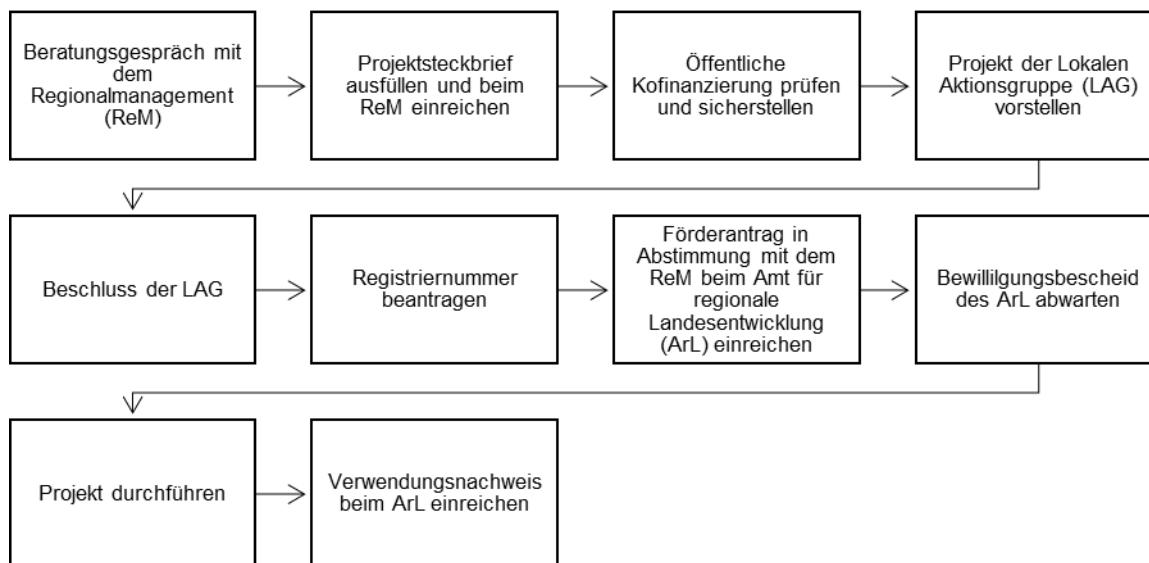 Beratungsgespräch mit
dem
Regionalmanagement
(ReM)
Projektsteckbrief
ausfüllen und beim
ReM einreichen
Öffentliche
Kofinanzierung prüfen
und sicherstellen
Projekt der Lokalen
Aktionsgruppe (LAG)
vorstellen
Beschluss der LAG
Registriernummer
beantragen
Förderantrag in
Abstimmung mit dem
ReM beim Amt für
regionale
Landesentwicklung
(ArL) einreichen
Bewillilgungsbescheid
des ArL abwarten
Projekt durchführen
Verwendungsnachweis
beim ArL einreichen